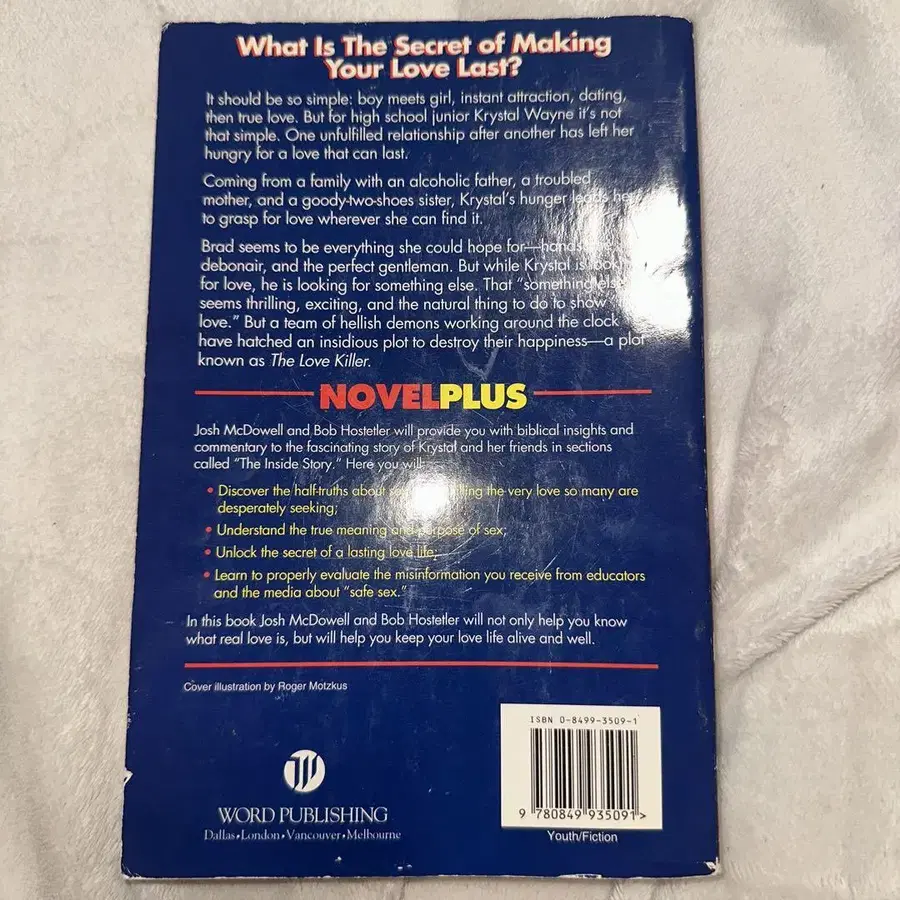 What Is The Secret of Making
Your Love Last?
It should be so simple: boy meets girl, instant attraction, dating,
then true love. But for high school junior Krystal Wayne it's not
that simple. One unfulfilled relationship after another has left her
hungry for a love that can last.
Coming from a family with an alcoholic father, a troubled
mother, and a goody-two-shoes sister, Krystal's hunger leads her
to grasp for love wherever she can find it.
Brad seems to be everything she could hope for—
debonair, and the perfect gentleman. But while Krystal is
for love, he is looking for something else. That "something else"
seems thrilling, exciting, and the natural thing to do to show
love." But a team of hellish demons working around the clock
have hatched an insidious plot to destroy their happiness—a plot
known as The Love Killer.
NOVELPLUS
Josh McDowell and Bob Hostetler will provide you with biblical insights and
commentary to the fascinating story of Krystal and her friends in sections
called "The Inside Story." Here you will:
• Discover the half-truths about the very love so many are
desperately seeking;
• Understand the true meaning and purpose of sex;
• Unlock the secret of a lasting love life;
• Learn to properly evaluate the misinformation you receive from educators
and the media about "safe sex."
In this book Josh McDowell and Bob Hostetler will not only help you know
what real love is, but will help you keep your love life alive and well.
Cover illustration by Roger Motzkus
ISBN 0-8499-3509-1
9 780849 935091>
Youth/Fiction
W
WORD PUBLISHING
Dallas•London•Vancouver•Melbourne